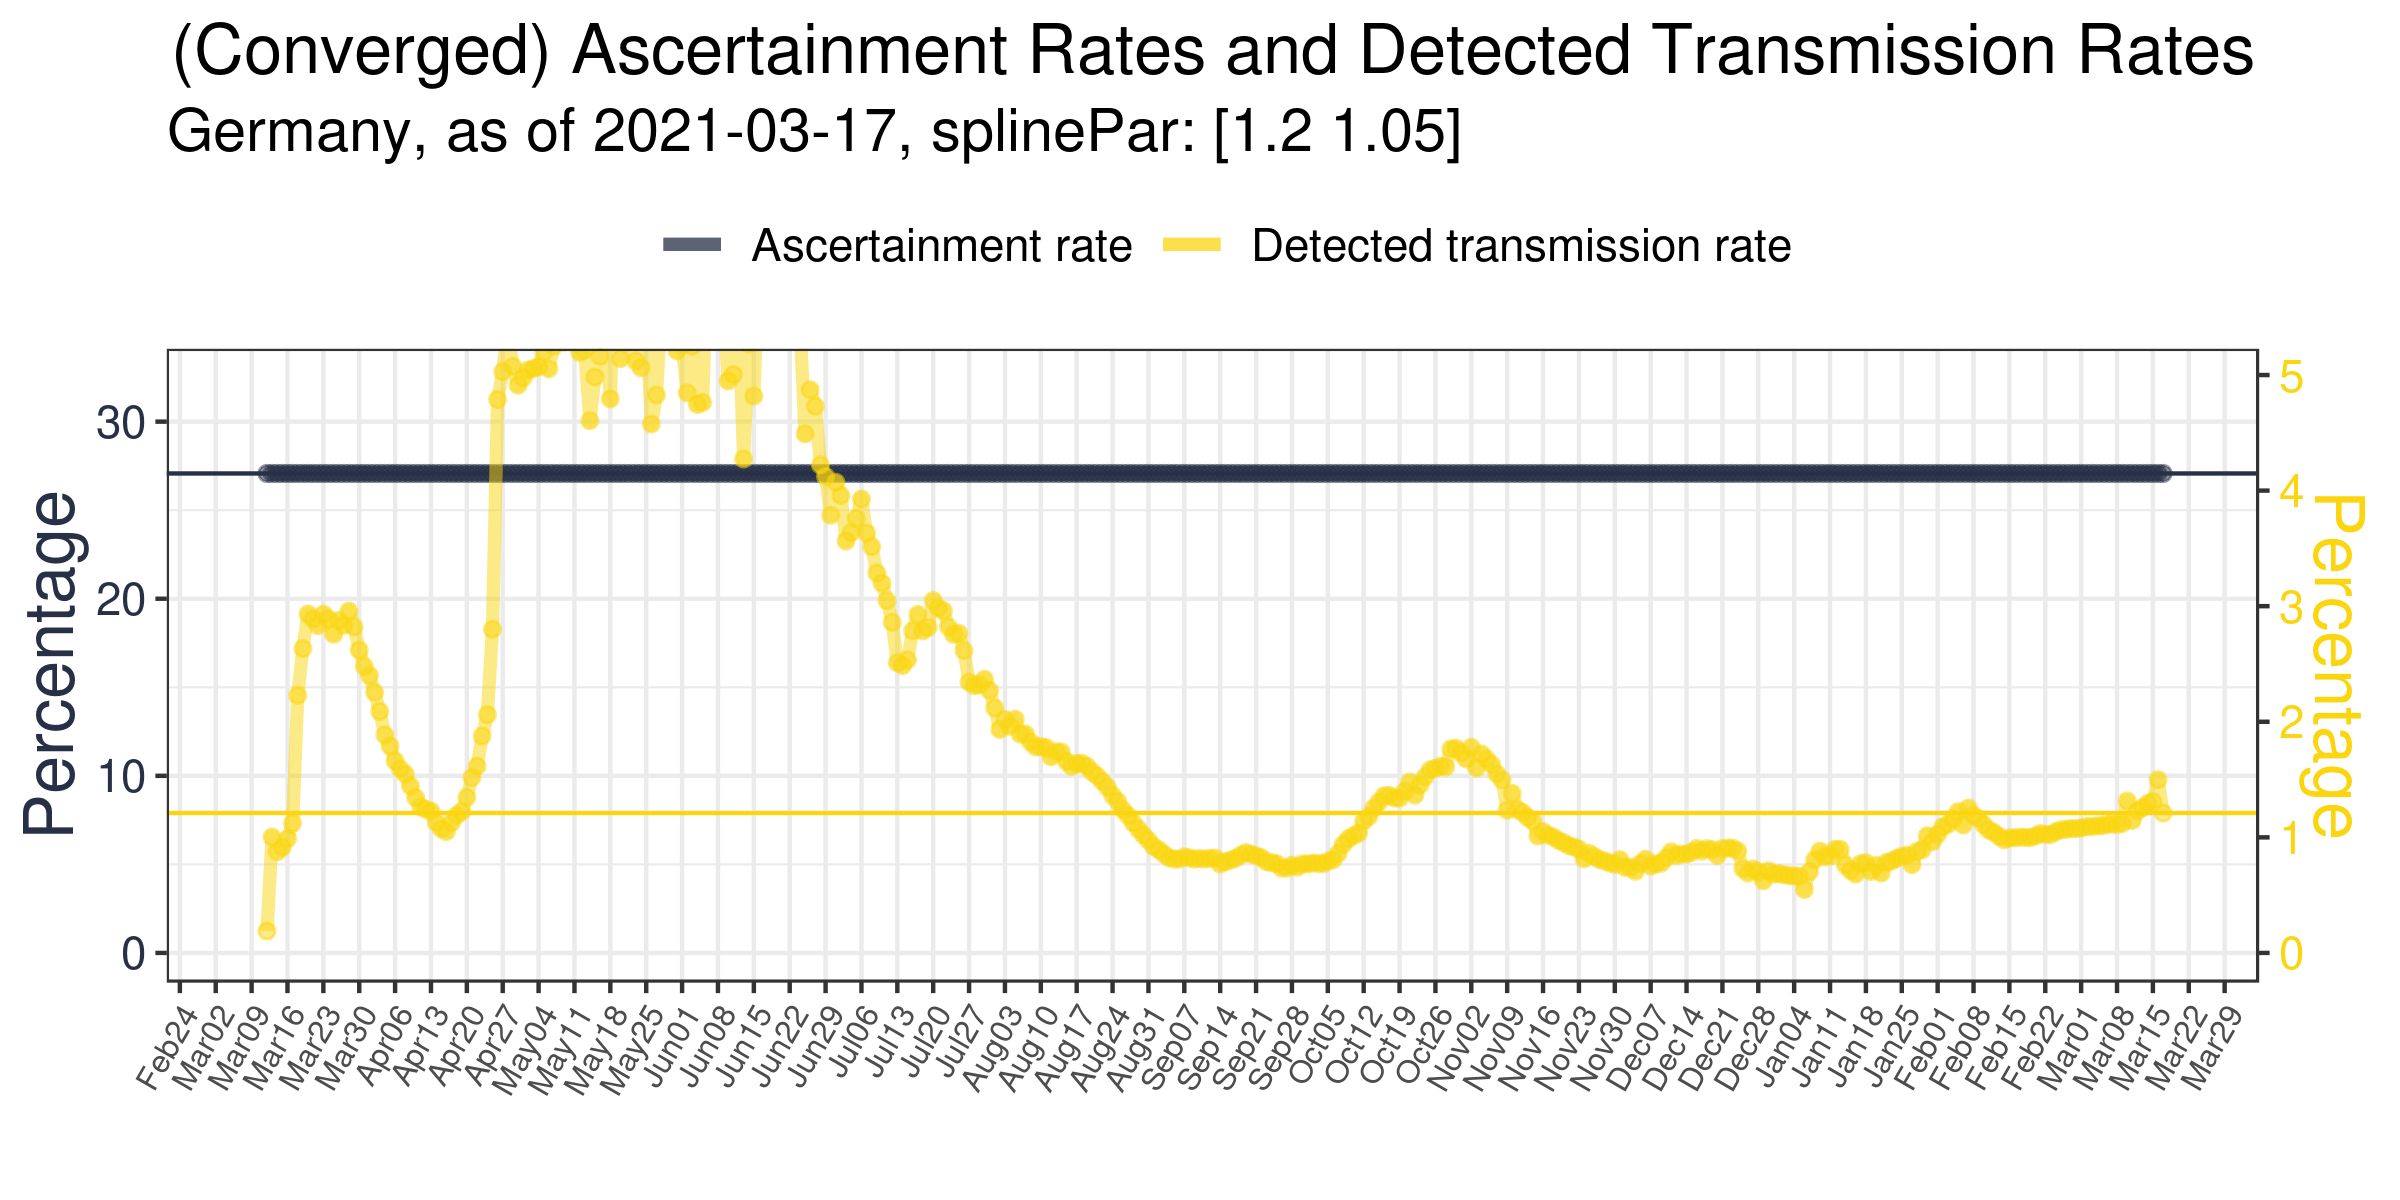 (Converged) Ascertainment Rates and Detected Transmission Rates
Germany, as of 2021-03-17, splinePar: [1.2 1.05]
Ascertainment rate
Detected transmission rate
Percentage
30
20
10
0
5
4
3
2
1
0
Percentage
Feb24
Mar02
Mar09
Mar16
Mar23
Mar30
Apr06
Apr13
Apr20
Apr27
May04
May11
May18
May25
Jun01
Jun08
Jun15
Jun22
Jun29
Jul06
Jul13
Jul20
Jul27
Aug03
Aug10
Aug17
Aug24
Aug31
Sep07
Sep14
Sep21
Sep28
Oct05
Oct12
Oct19
Oct26
Nov02
Nov09
Nov16
Nov23
Nov30
Dec07
Dec14
Dec21
Dec28
Jan04
Jan11
Jan18
Jan25
Feb01
Feb08
Feb15
Feb22
Mar01
Mar08
Mar15
Mar22
Mar29